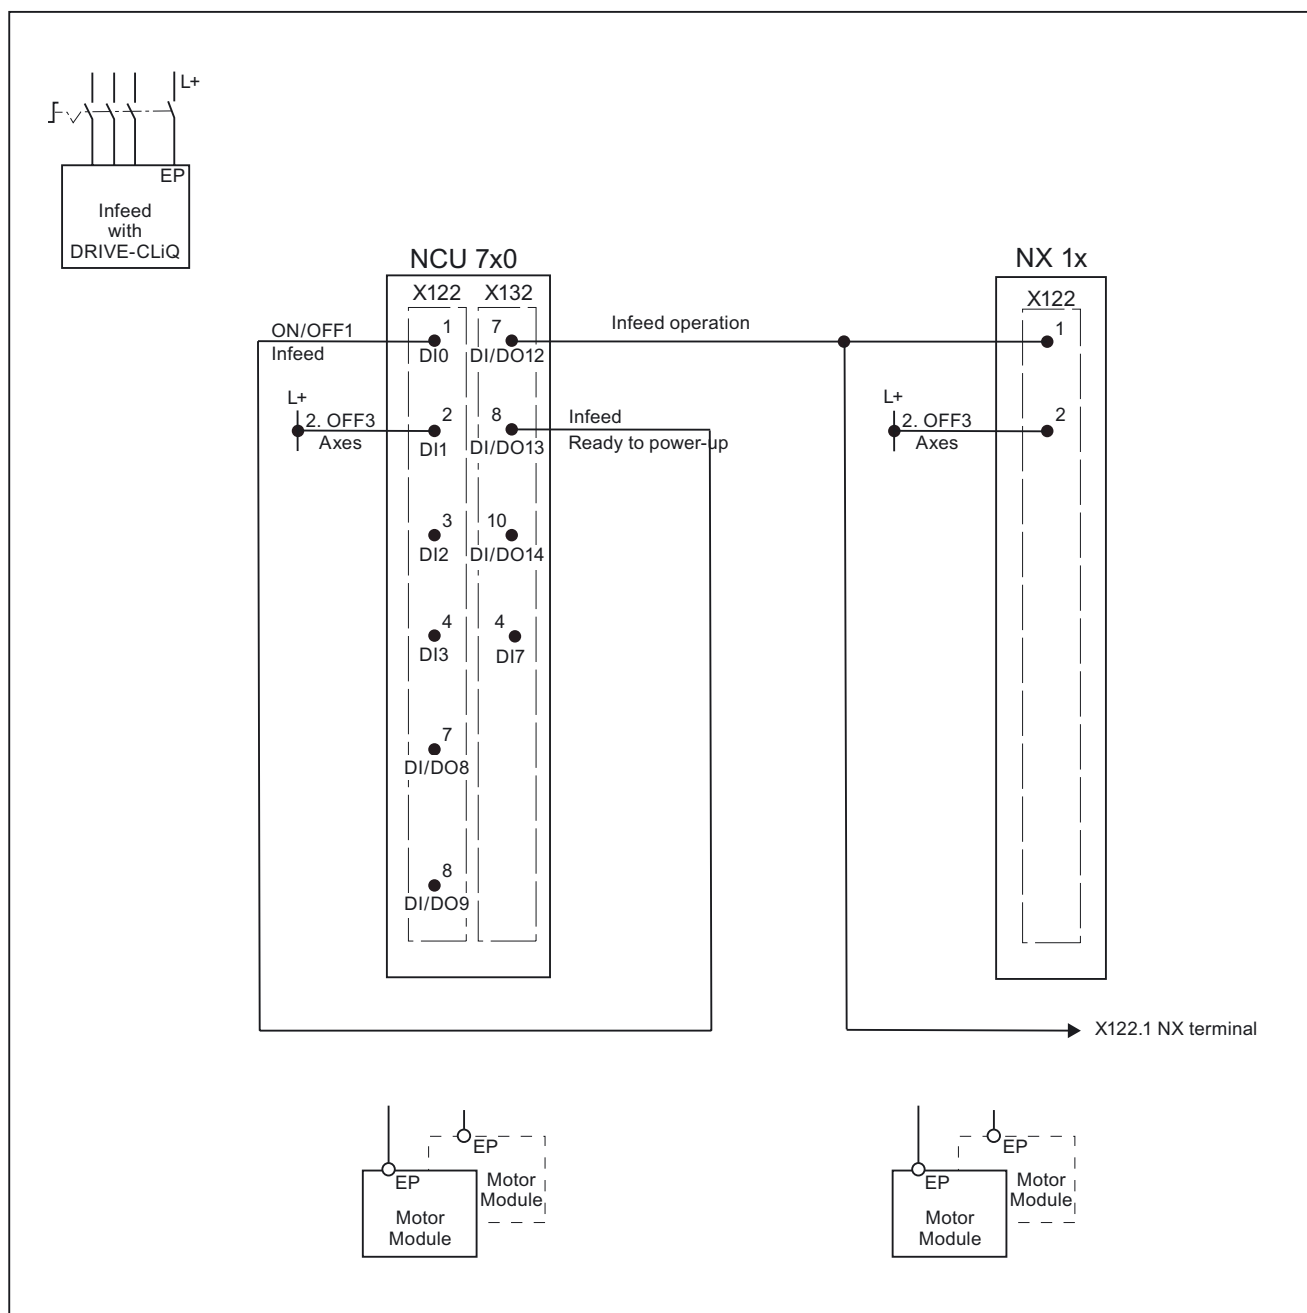 L+
EP
Infeed
with
DRIVE-CLiQ
NCU 7x0
X122 X132
ON/OFF1
Infeed
1
DI0
7
DI/DO12
Infeed operation
L+
2. OFF3
Axes
2
DI1
8
DI/DO13
Infeed
Ready to power-up
3
DI2
10
DI/DO14
4
DI3
4
DI7
7
DI/DO8
8
DI/DO9
NX 1x
X122
1
L+
2. OFF3
Axes
2
X122.1 NX terminal
EP
Motor
Module
EP
Motor
Module
EP
Motor
Module
EP
Motor
Module